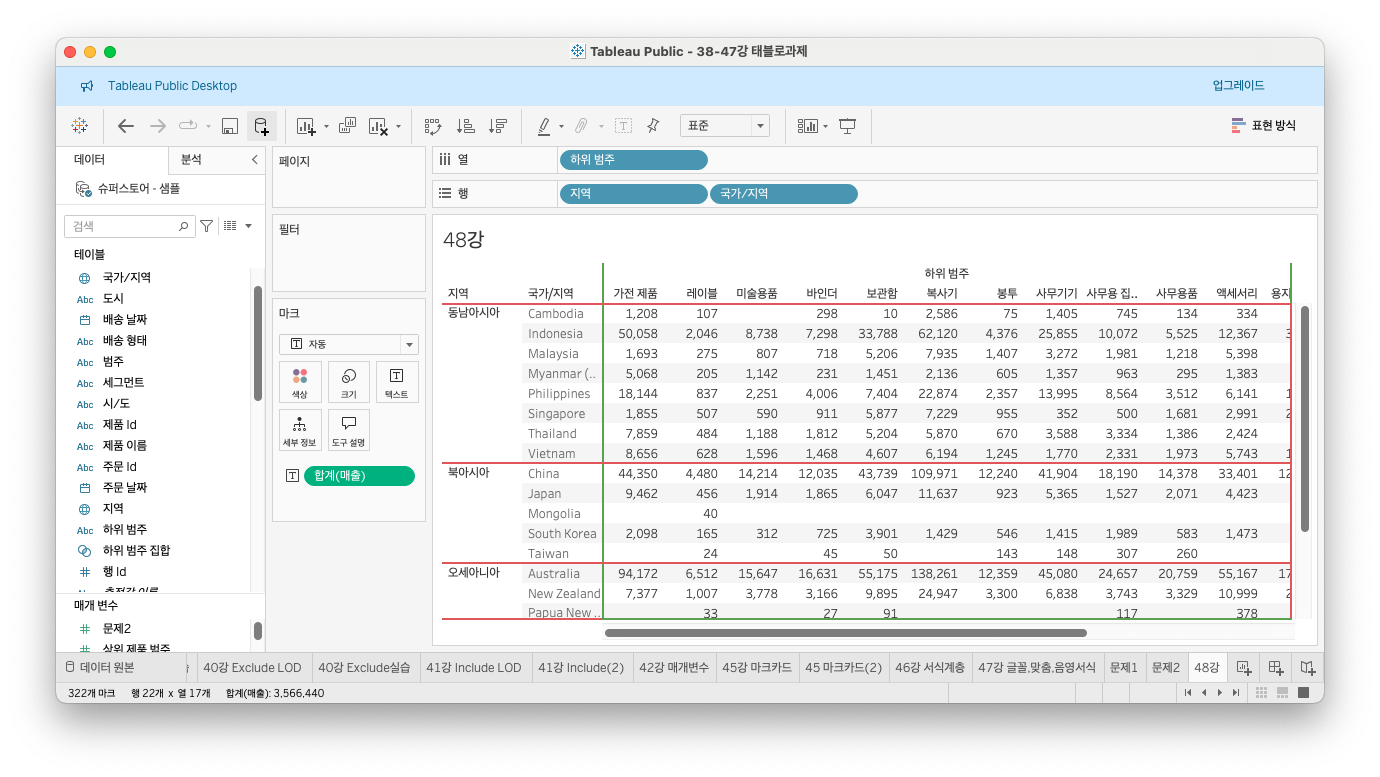 Tableau Public - 38-47강 태블로과제
Tableau Public Desktop 업그레이드
표준 표현 방식
데이터 분석
슈퍼스토어 - 샘플
검색
테이블
국가/지역
Abc 도시
배송 날짜
Abc 배송 형태
Abc 범주
Abc 세그먼트
Abc 시/도
Abc 제품 Id
Abc 제품 이름
Abc 주문 Id
주문 날짜
지역
Abc 하위 범주
하위 범주 집합
행 Id
매개 변수
문제2
상위 제품 범주
페이지
필터
마크
자동
색상 크기 텍스트
세부 정보 도구 설명
합계(매출)
열 하위 범주
행 지역 국가/지역
48강
하위 범주
지역 국가/지역 가전 제품 레이블 미술용품 바인더 보관함 복사기 봉투 사무기기 사무용 집.. 사무용품 액세서리 용지
동남아시아 Cambodia 1,208 107 298 10 2,586 75 1,405 745 134 334
Indonesia 50,058 2,046 8,738 7,298 33,788 62,120 4,376 25,855 10,072 5,525 12,367
Malaysia 1,693 275 807 718 5,206 7,935 1,407 3,272 1,981 1,218 5,398
Myanmar (.. 5,068 205 1,142 231 1,451 2,136 605 1,357 963 295 1,383
Philippines 18,144 837 2,251 4,006 7,404 22,874 2,357 13,995 8,564 3,512 6,141
Singapore 1,855 507 590 911 5,877 7,229 955 352 500 1,681 2,991
Thailand 7,859 484 1,188 1,812 5,204 5,870 670 3,588 3,334 1,386 2,424
Vietnam 8,656 628 1,596 1,468 4,607 6,194 1,245 1,770 2,331 1,973 5,743
북아시아 China 44,350 4,480 14,214 12,035 43,739 109,971 12,240 41,904 18,190 14,378 33,401 12
Japan 9,462 456 1,914 1,865 6,047 11,637 923 5,365 1,527 2,071 4,423
Mongolia 40
South Korea 2,098 165 312 725 3,901 1,429 546 1,415 1,989 583 1,473
Taiwan 24 45 50 143 148 307 260
오세아니아 Australia 94,172 6,512 15,647 16,631 55,175 138,261 12,359 45,080 24,657 20,759 55,167 17
New Zealand 7,377 1,007 3,778 3,166 9,895 24,947 3,300 6,838 3,743 3,329 10,999
Papua New .. 33 27 91 117 378
데이터 원본 40강 Exclude LOD 40강 Exclude실습 41강 Include LOD 41강 Include(2) 42강 매개변수 45강 마크카드 45 마크카드(2) 46강 서식계층 47강 글꼴,맞춤,음영서식 문제1 문제2 48강
322개 마크 행 22개 x 열 17개 합계(매출): 3,566,440